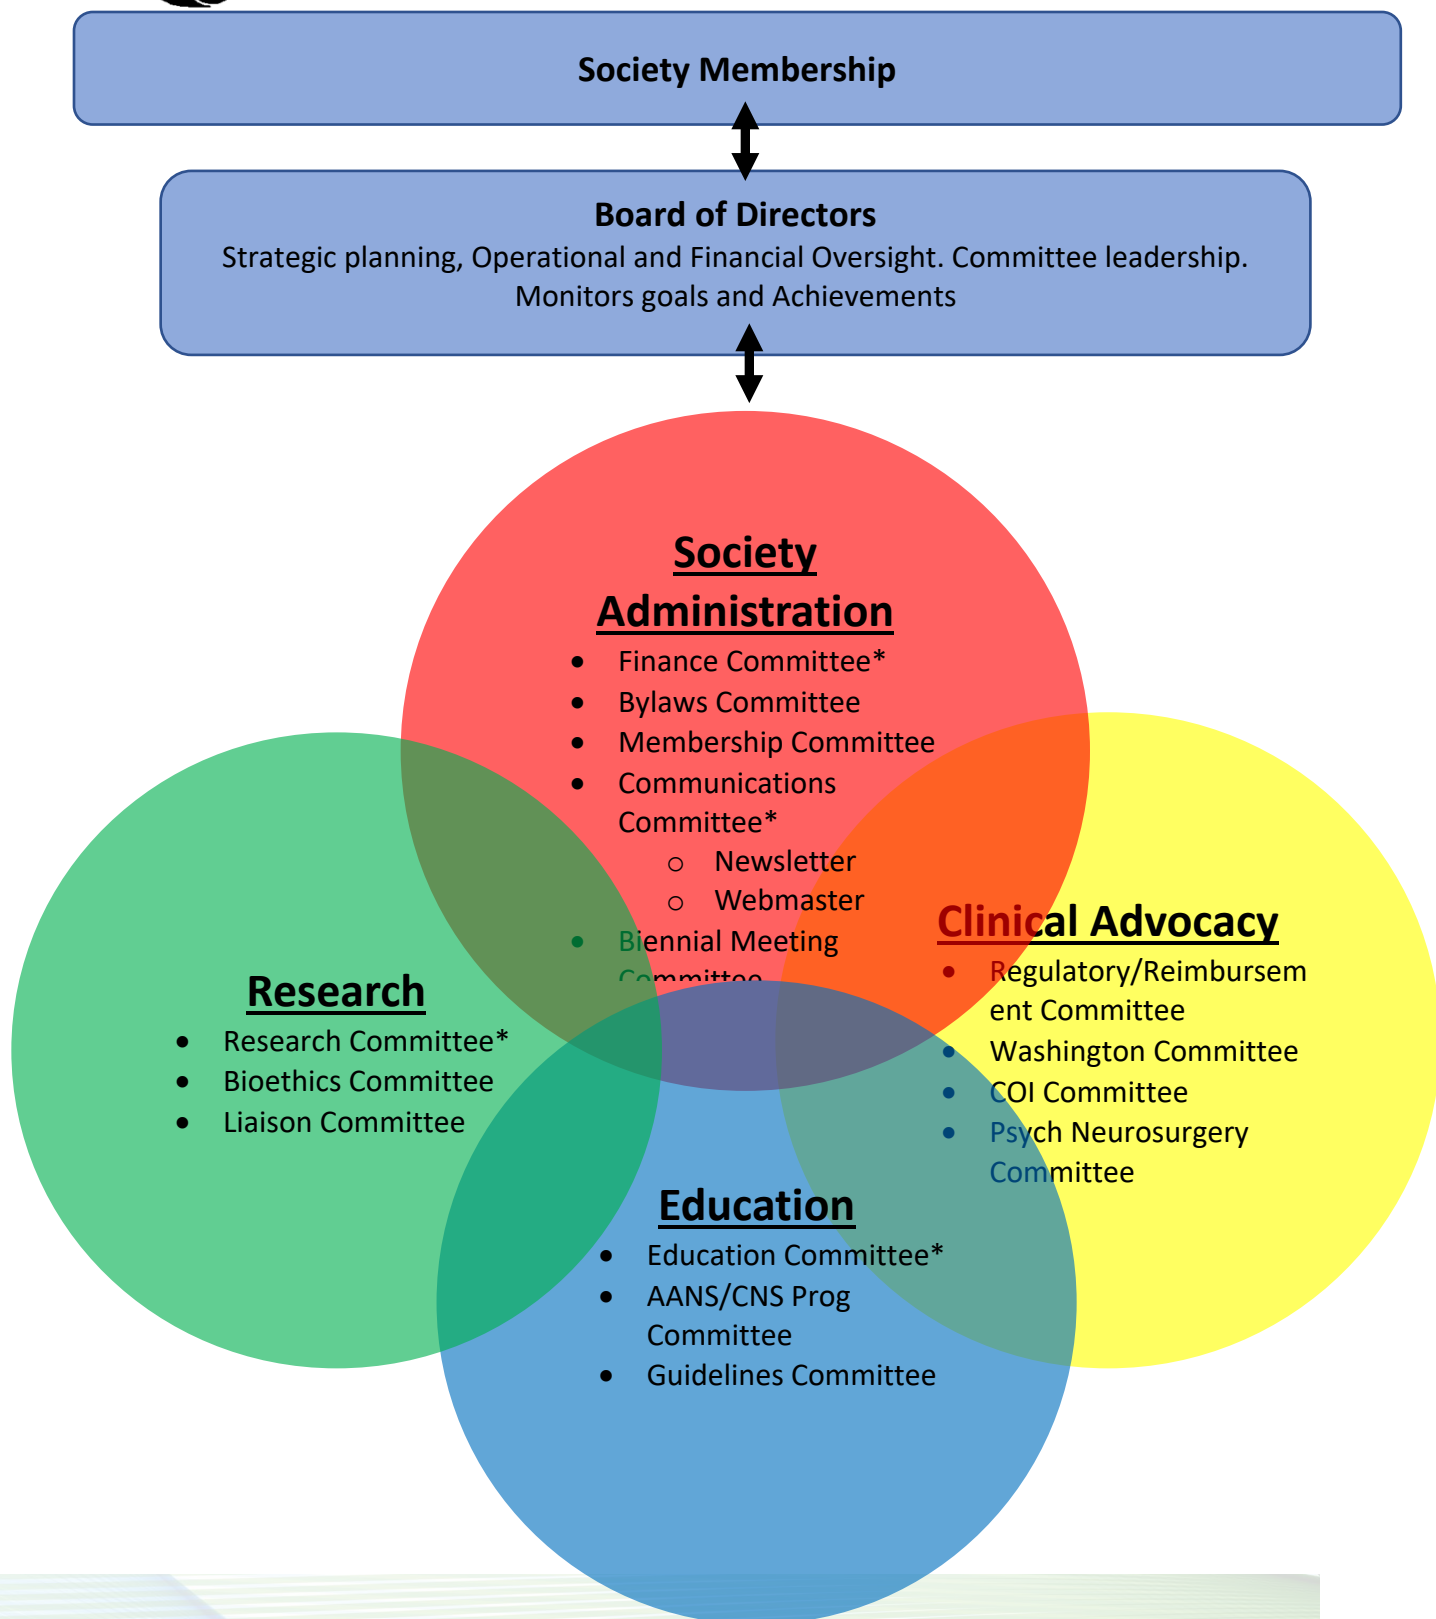 Society Membership
Board of Directors
Strategic planning, Operational and Financial Oversight. Committee leadership.
Monitors goals and Achievements
Society
Administration
• Finance Committee*
• Bylaws Committee
• Membership Committee
• Communications
Committee*
o Newsletter
o Webmaster
• Biennial Meeting
Committee
Research
• Research Committee*
• Bioethics Committee
• Liaison Committee
Clinical Advocacy
• Regulatory/Reimbursem
ent Committee
• Washington Committee
• COI Committee
• Psych Neurosurgery
Committee
Education
• Education Committee*
• AANS/CNS Prog
Committee
• Guidelines Committee